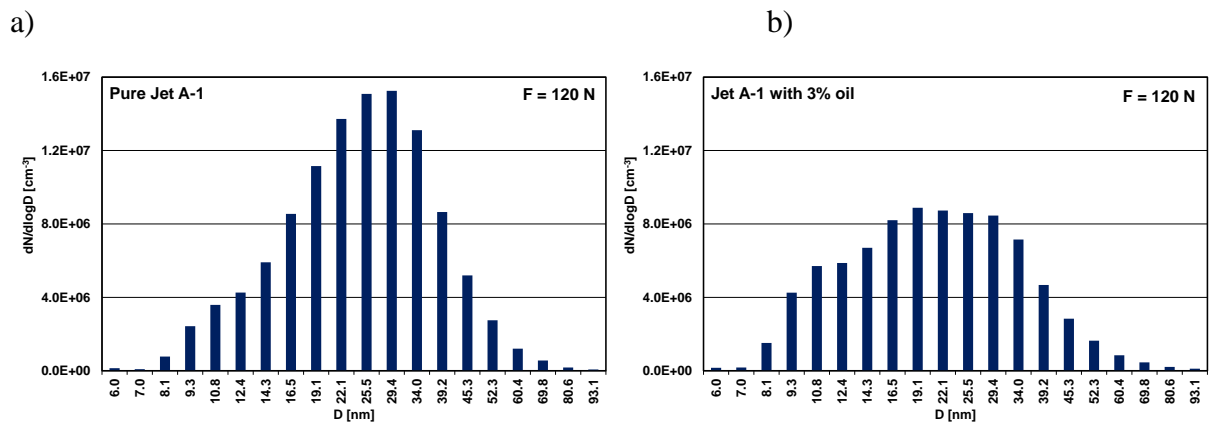 a)
b)
1.6E+07
1.2E+07
8.0E+06
4.0E+06
0.0E+00
dN/dlogD [cm-3]
Pure Jet A-1
F = 120 N
6.0 7.0 8.1 9.3 10.8 12.4 14.3 16.5 19.1 22.1 25.5 29.4 34.0 39.2 45.3 52.3 60.4 69.8 80.6 93.1
D [nm]
1.6E+07
1.2E+07
8.0E+06
4.0E+06
0.0E+00
dN/dlogD [cm-3]
Jet A-1 with 3% oil
F = 120 N
6.0 7.0 8.1 9.3 10.8 12.4 14.3 16.5 19.1 22.1 25.5 29.4 34.0 39.2 45.3 52.3 60.4 69.8 80.6 93.1
D [nm]